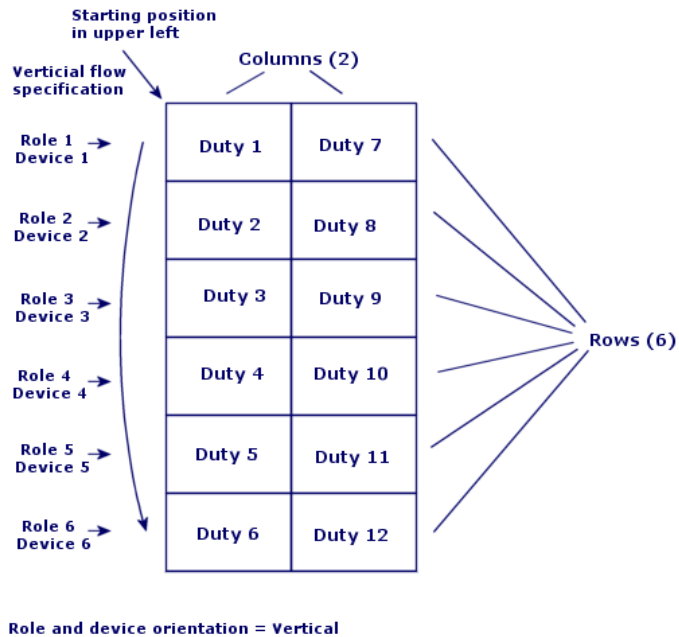 Starting position
in upper left
Columns (2)
Verticial flow
specification
Role 1
Device 1
Duty 1
Duty 7
Role 2
Device 2
Duty 2
Duty 8
Role 3
Device 3
Duty 3
Duty 9
Rows (6)
Role 4
Device 4
Duty 4
Duty 10
Role 5
Device 5
Duty 5
Duty 11
Role 6
Device 6
Duty 6
Duty 12
Role and device orientation = Vertical